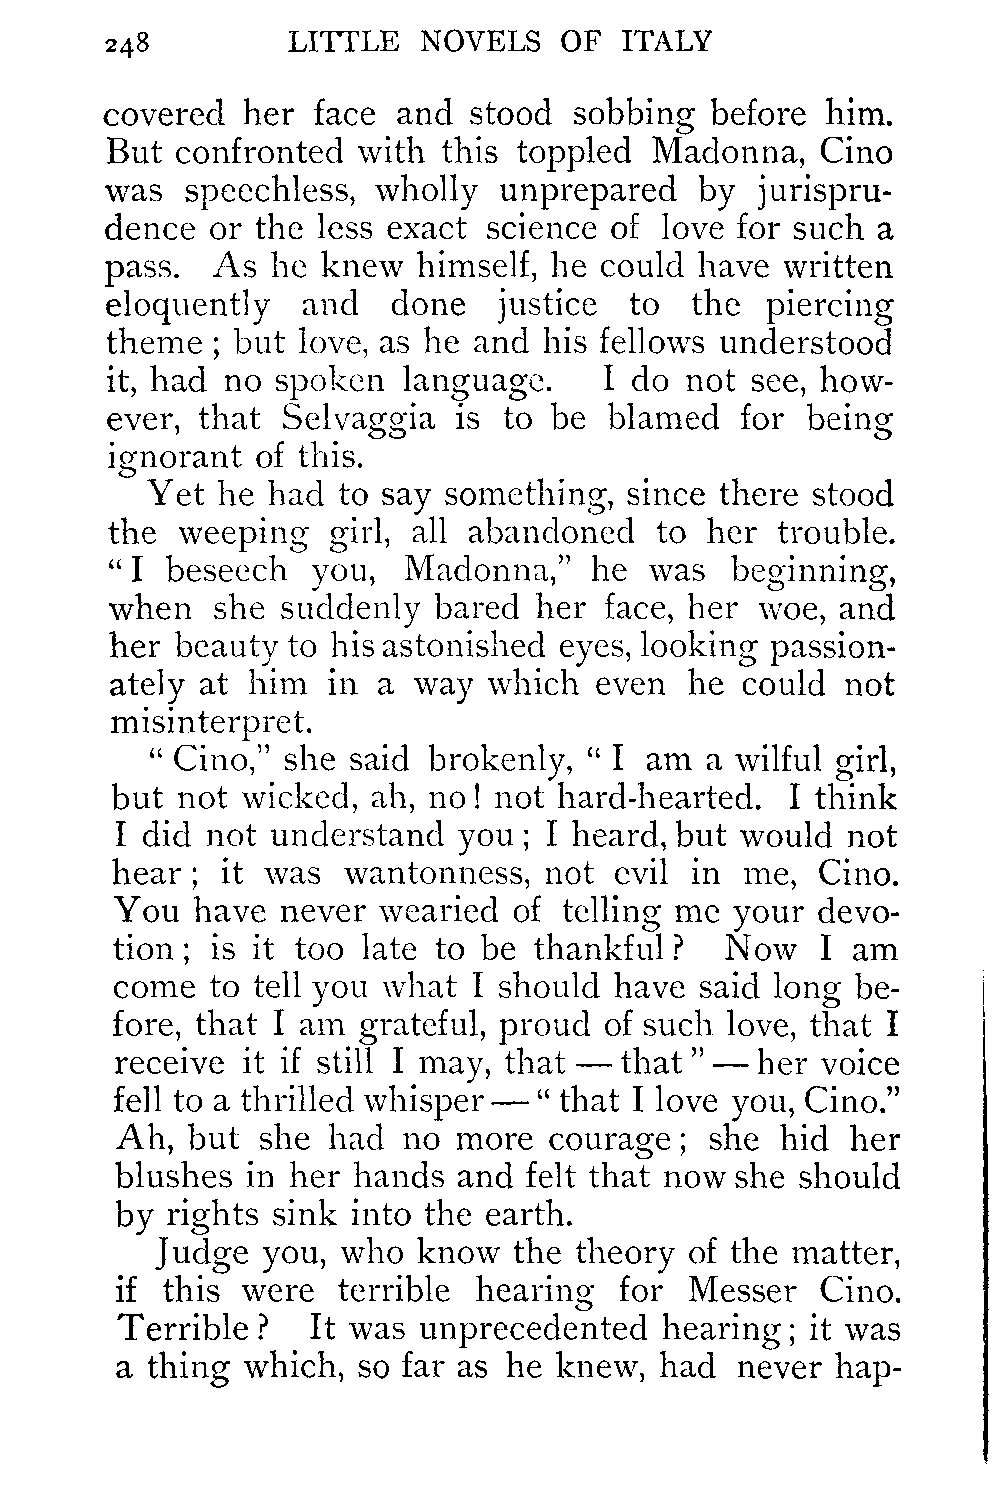 248 LITTLE NOVELS OF ITALY
covered her face and stood sobbing before him.
But confronted with this toppled Madonna, Cino
was speechless, wholly unprepared by jurispru-
dence or the less exact science of love for such a
pass. As he knew himself, he could have written
eloquently and done justice to the piercing
theme ; but love, as he and his fellows understood
it, had no spoken language. I do not see, how-
ever, that Selvaggia is to be blamed for being
ignorant of this.
Yet he had to say something, since there stood
the weeping girl, all abandoned to her trouble.
“ I beseech you, Madonna,” he was beginning,
when she suddenly bared her face, her woe, and
her beauty to his astonished eyes, looking passion-
ately at him in a way which even he could not
misinterpret.
“ Cino,” she said brokenly, “ I am a wilful girl,
but not wicked, ah, no! not hard-hearted. I think
I did not understand you ; I heard, but would not
hear ; it was wantonness, not evil in me, Cino.
You have never wearied of telling me your devo-
tion ; is it too late to be thankful ? Now I am
come to tell you what I should have said long be-
fore, that I am grateful, proud of such love, that I
receive it if still I may, that — that ” — her voice
fell to a thrilled whisper — “ that I love you, Cino.”
Ah, but she had no more courage ; she hid her
blushes in her hands and felt that now she should
by rights sink into the earth.
Judge you, who know the theory of the matter,
if this were terrible hearing for Messer Cino.
Terrible ? It was unprecedented hearing ; it was
a thing which, so far as he knew, had never hap-